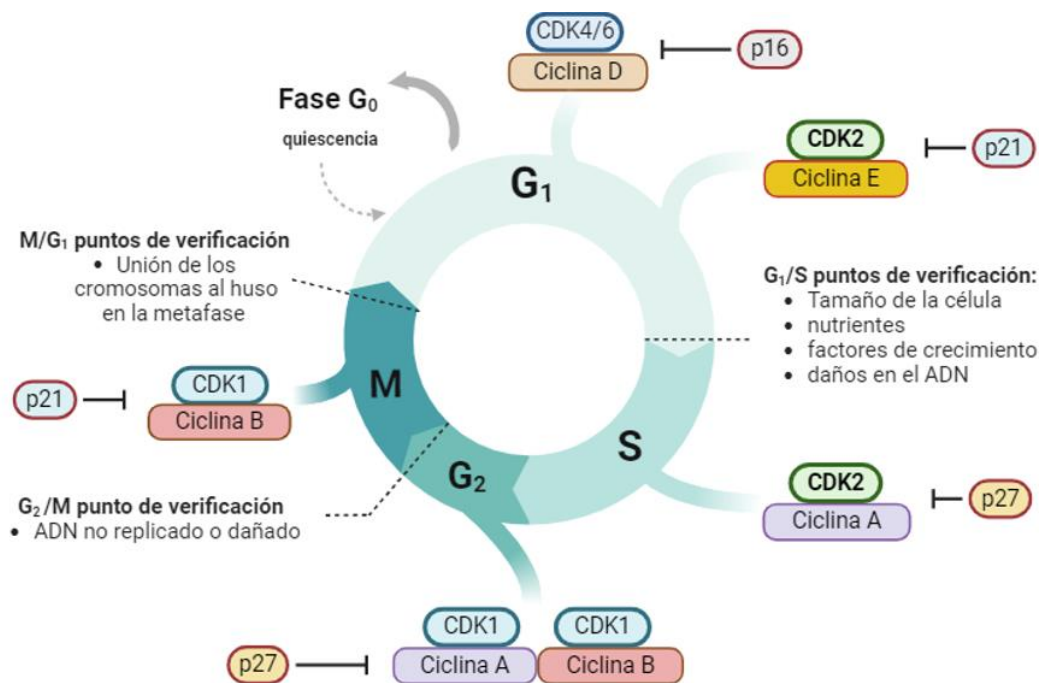 CDK4/6
Ciclina D
p16
Fase G₀
quiescencia
CDK2
Ciclina E
p21
G₁
M/G₁ puntos de verificación
• Unión de los
cromosomas al huso
en la metafase
G₁/S puntos de verificación:
• Tamaño de la célula
• nutrientes
• factores de crecimiento
• daños en el ADN
p21
CDK1
Ciclina B
M
S
G₂
CDK2
Ciclina A
p27
G₂/M punto de verificación
• ADN no replicado o dañado
CDK1
CDK1
p27
Ciclina A
Ciclina B